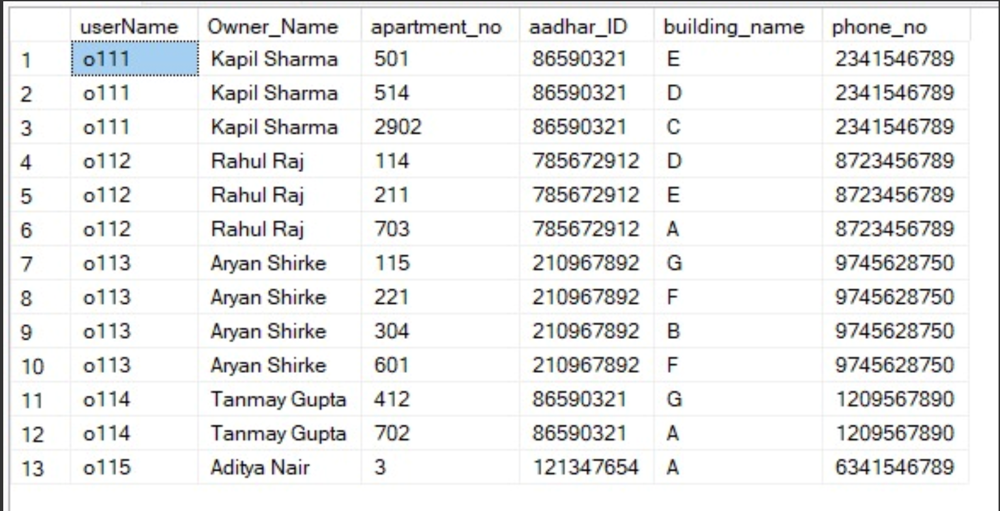 userName Owner_Name apartment_no aadhar_ID building_name phone_no
1 o111 Kapil Sharma 501 86590321 E 2341546789
2 o111 Kapil Sharma 514 86590321 D 2341546789
3 o111 Kapil Sharma 2902 86590321 C 2341546789
4 o112 Rahul Raj 114 785672912 D 8723456789
5 o112 Rahul Raj 211 785672912 E 8723456789
6 o112 Rahul Raj 703 785672912 A 8723456789
7 o113 Aryan Shirke 115 210967892 G 9745628750
8 o113 Aryan Shirke 221 210967892 F 9745628750
9 o113 Aryan Shirke 304 210967892 B 9745628750
10 o113 Aryan Shirke 601 210967892 F 9745628750
11 o114 Tanmay Gupta 412 86590321 G 1209567890
12 o114 Tanmay Gupta 702 86590321 A 1209567890
13 o115 Aditya Nair 3 121347654 A 6341546789